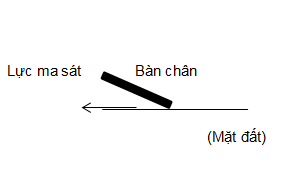 Lực ma sát Bàn chân
(Mặt đất)